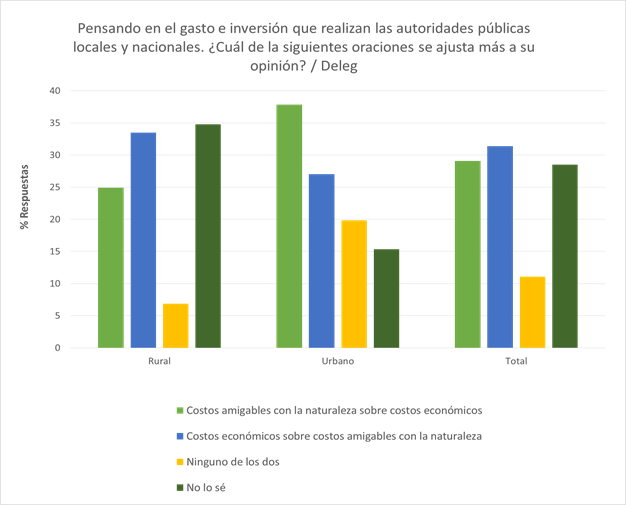 Pensando en el gasto e inversión que realizan las autoridades públicas
locales y nacionales. ¿Cuál de la siguientes oraciones se ajusta más a su
opinión? / Deleg
40
35
30
25
20
15
10
5
0
% Respuestas
Rural
Urbano
Total
Costos amigables con la naturaleza sobre costos económicos
Costos económicos sobre costos amigables con la naturaleza
Ninguno de los dos
No lo sé